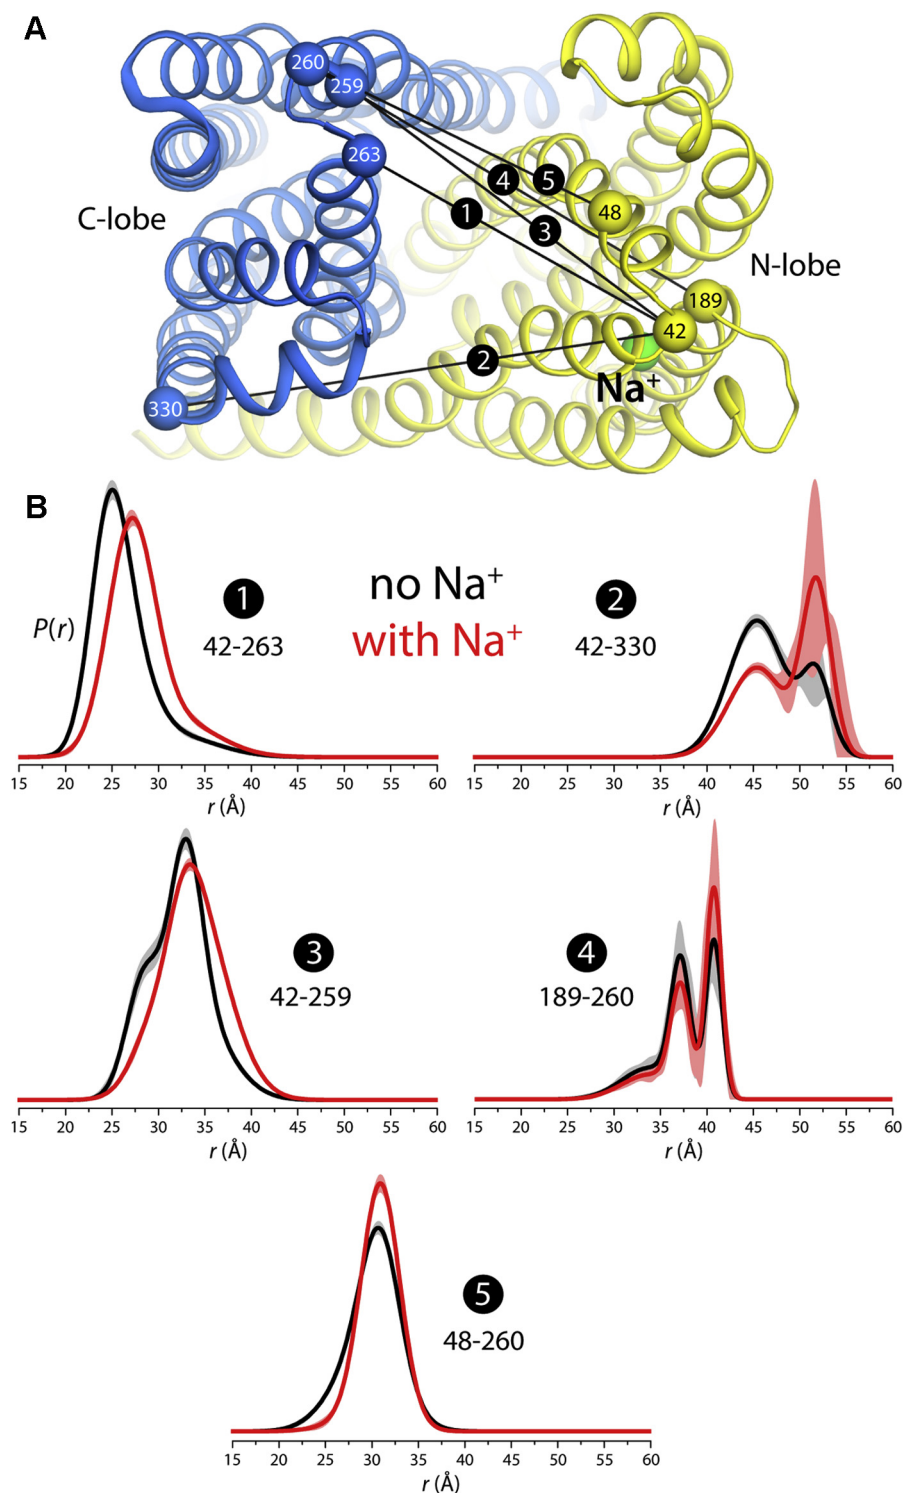 A
260
259
263
C-lobe
4
5
1
3
48
N-lobe
189
42
2
Na+
330
B
1
42-263
P(r)
no Na+
with Na+
2
42-330
15 20 25 30 35 40 45 50 55 60
r (Å)
15 20 25 30 35 40 45 50 55 60
r (Å)
3
42-259
4
189-260
15 20 25 30 35 40 45 50 55 60
r (Å)
15 20 25 30 35 40 45 50 55 60
r (Å)
5
48-260
15 20 25 30 35 40 45 50 55 60
r (Å)